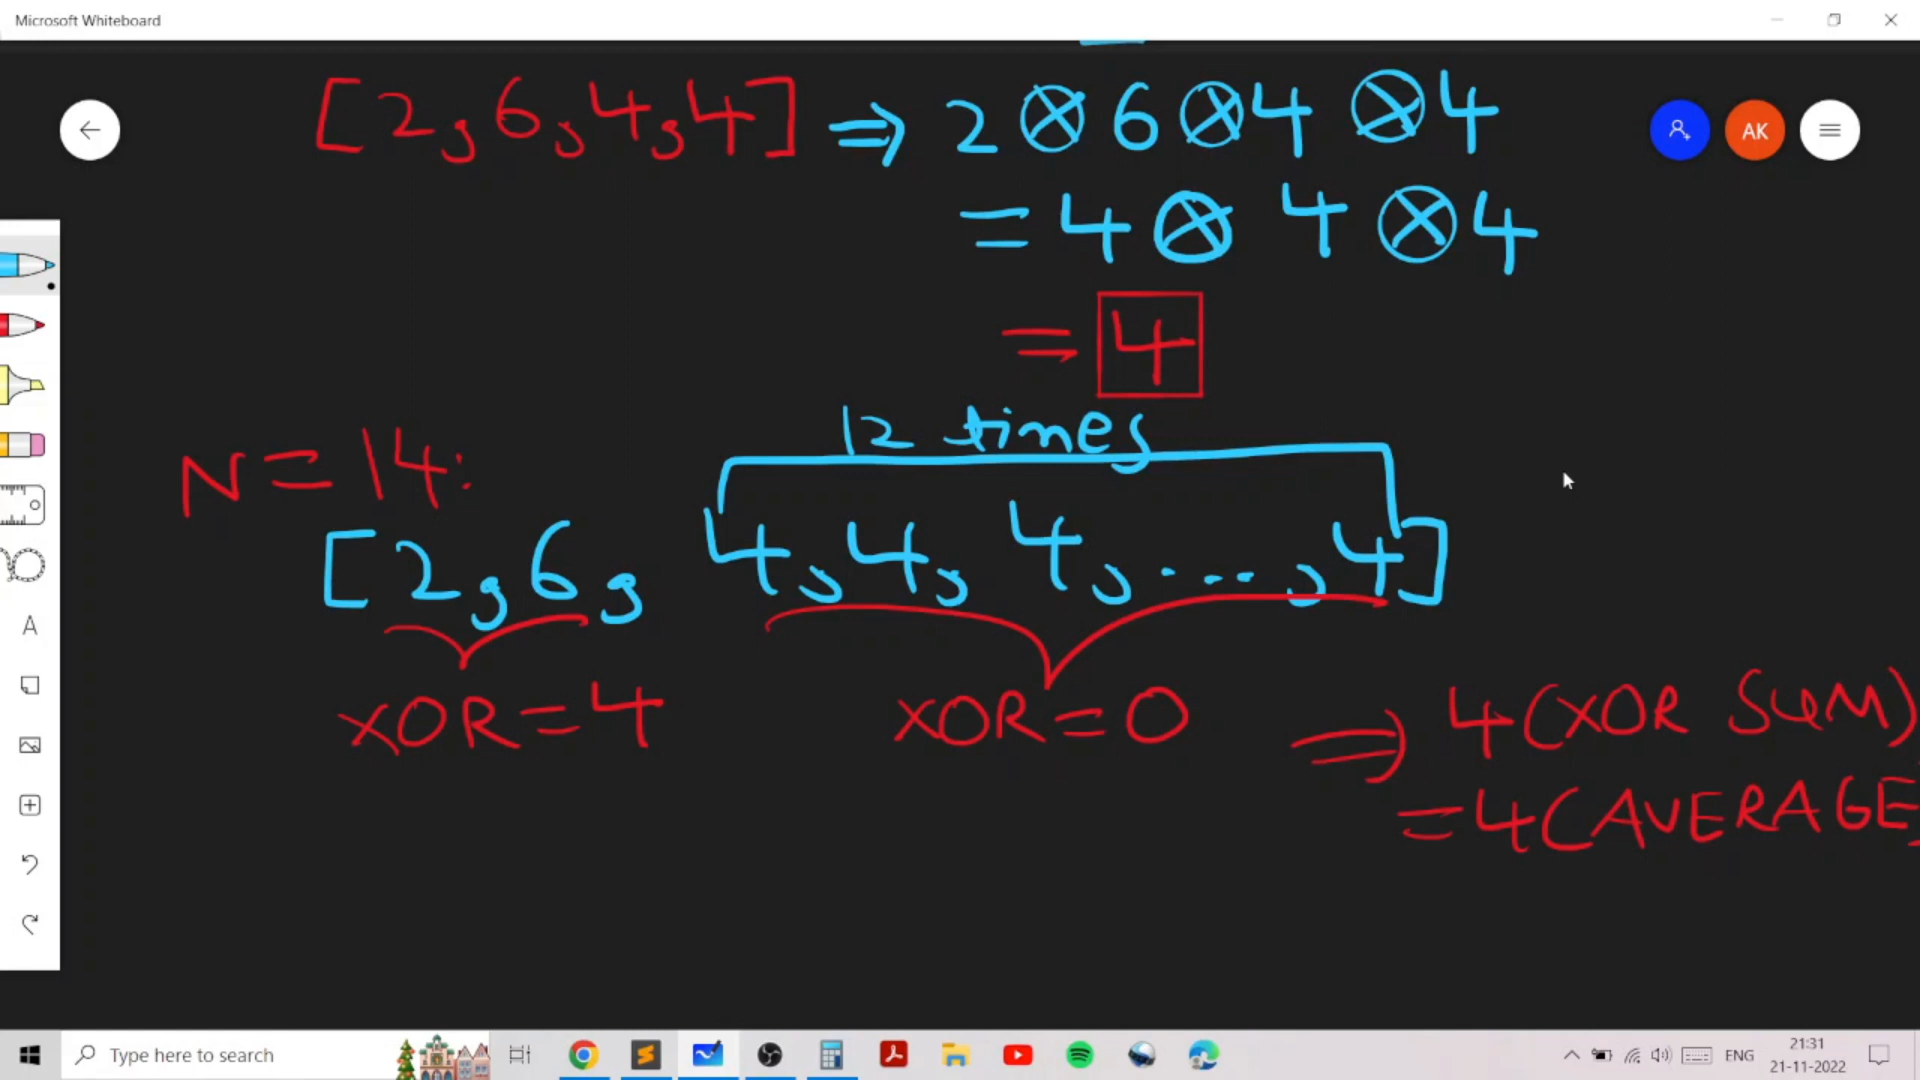 Microsoft Whiteboard
[2,6,4,4] ⇒ 2 ⊗ 6 ⊗ 4 ⊗ 4
= 4 ⊗ 4 ⊗ 4
= 4
12 times
N=14:
[2,6, 4,4,4,....,4]
XOR=4 XOR=0 ⇒ 4(XOR SUM)
=4(AVERAGE)
AK
A
Type here to search
ENG
21:31
21-11-2022